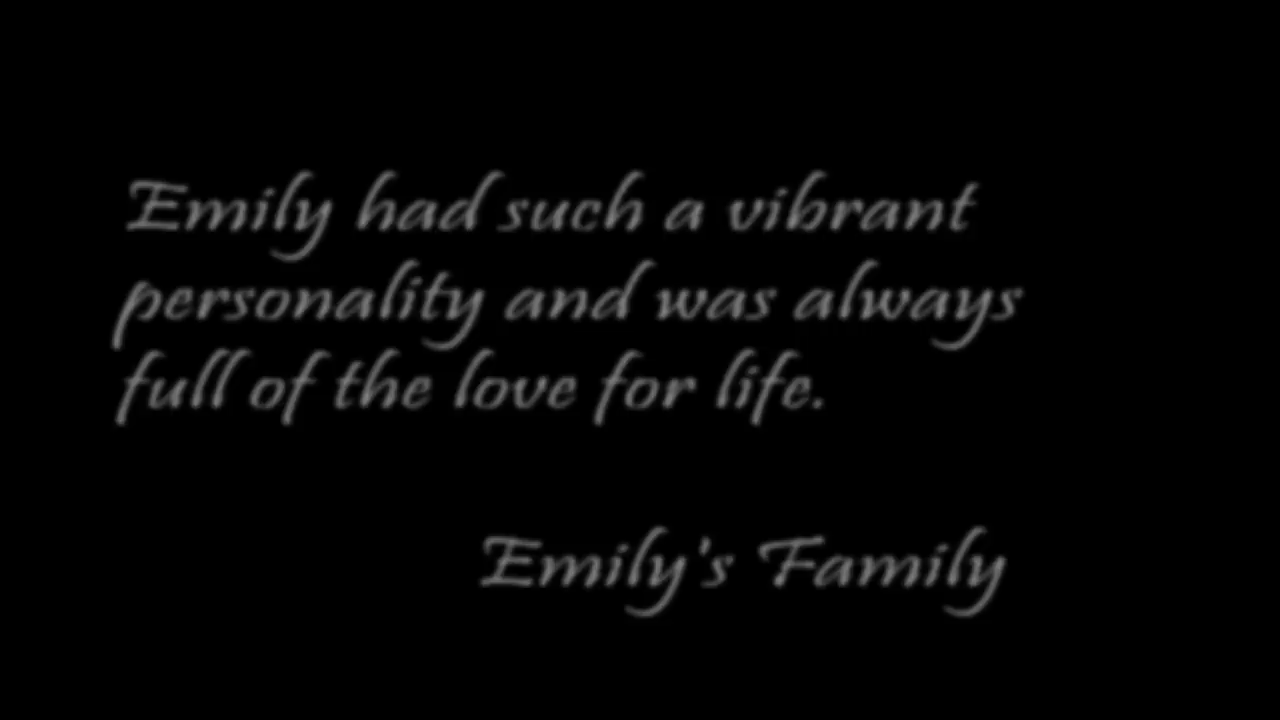 Emily had such a vibrant
personality and was always
full of the love for life.
Emily's Family